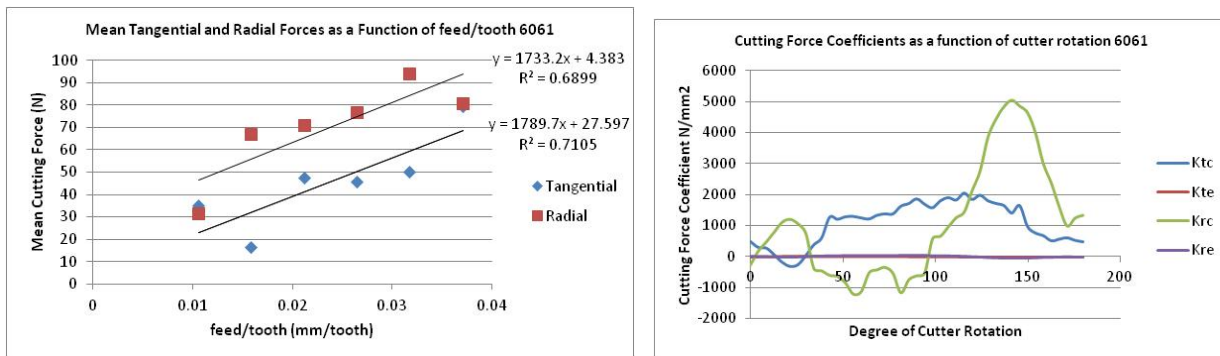 Mean Tangential and Radial Forces as a Function of feed/tooth 6061
y = 1733.2x + 4.383
R² = 0.6899
y = 1789.7x + 27.597
R² = 0.7105
Mean Cutting Force (N)
100
90
80
70
60
50
40
30
20
10
0
0
0.01
0.02
0.03
0.04
feed/tooth (mm/tooth)
Tangential
Radial
Cutting Force Coefficients as a function of cutter rotation 6061
Cutting Force Coefficient N/mm2
6000
5000
4000
3000
2000
1000
0
-1000
-2000
0
50
100
150
200
Degree of Cutter Rotation
Ktc
Kte
Krc
Kre